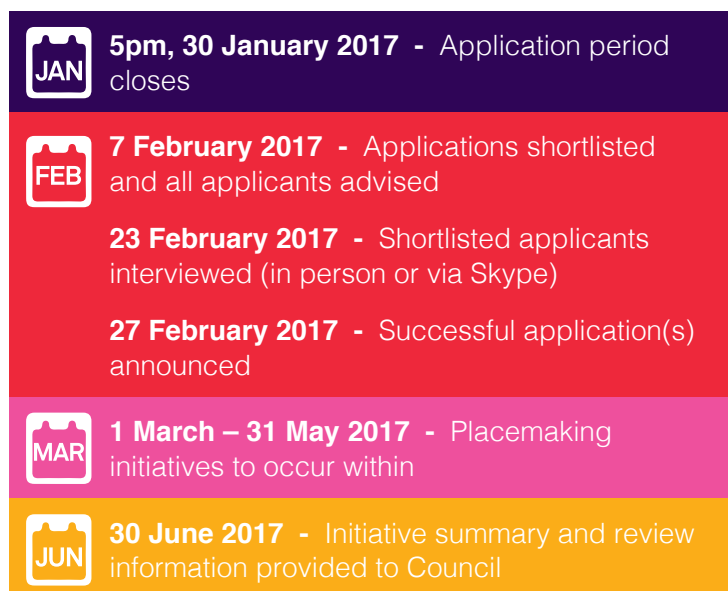 JAN
5pm, 30 January 2017 - Application period
closes
FEB
7 February 2017 - Applications shortlisted
and all applicants advised
23 February 2017 - Shortlisted applicants
interviewed (in person or via Skype)
27 February 2017 - Successful application(s)
announced
MAR
1 March – 31 May 2017 - Placemaking
initiatives to occur within
JUN
30 June 2017 - Initiative summary and review
information provided to Council